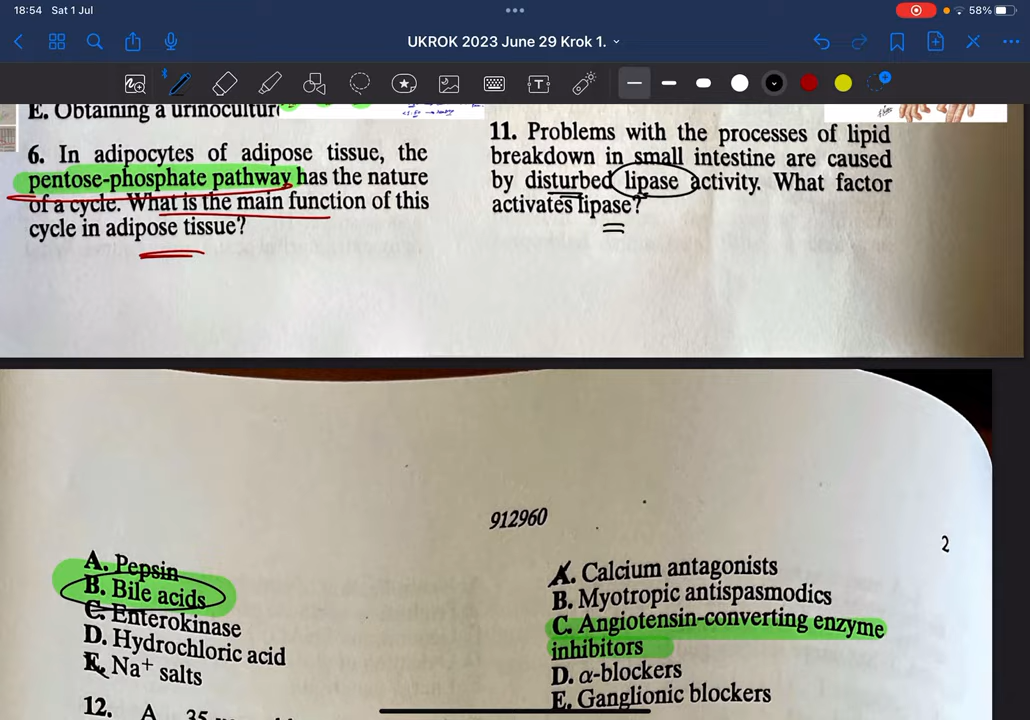 18:54 Sat 1 Jul
58%
UKROK 2023 June 29 Krok 1.
E. Obtaining a urinoculture
6. In adipocytes of adipose tissue, the
pentose-phosphate pathway has the nature
of a cycle. What is the main function of this
cycle in adipose tissue?
11. Problems with the processes of lipid
breakdown in small intestine are caused
by disturbed lipase activity. What factor
activates lipase?
912960
2
A. Pepsin
B. Bile acids
C. Enterokinase
D. Hydrochloric acid
E. Na+ salts
12. A 35
A. Calcium antagonists
B. Myotropic antispasmodics
C. Angiotensin-converting enzyme
inhibitors
D. α-blockers
E. Ganglionic blockers